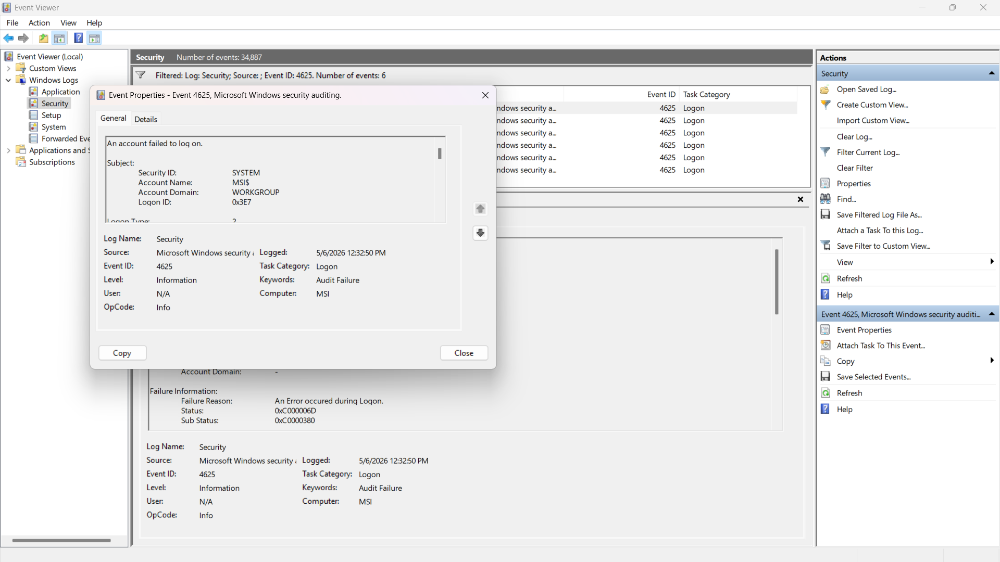 Event Viewer
File Action View Help
Event Viewer (Local)
Custom Views
Windows Logs
Application
Security
Setup
System
Forwarded Eve
Applications and S
Subscriptions
Security Number of events: 34,887
Filtered: Log: Security; Source: ; Event ID: 4625. Number of events: 6
Event ID Task Category
ndows security a... 4625 Logon
ndows security a... 4625 Logon
ndows security a... 4625 Logon
ndows security a... 4625 Logon
ndows security a... 4625 Logon
ndows security a... 4625 Logon
Event Properties - Event 4625, Microsoft Windows security auditing.
General Details
An account failed to log on.
Subject:
Security ID: SYSTEM
Account Name: MSI$
Account Domain: WORKGROUP
Logon ID: 0x3E7
Logon Type: 2
Log Name: Security
Source: Microsoft Windows security Logged: 5/6/2026 12:32:50 PM
Event ID: 4625 Task Category: Logon
Level: Information Keywords: Audit Failure
User: N/A Computer: MSI
OpCode: Info
Copy Close
Account Domain: -
Failure Information:
Failure Reason: An Error occured during Logon.
Status: 0xC000006D
Sub Status: 0xC0000380
Log Name: Security
Source: Microsoft Windows security Logged: 5/6/2026 12:32:50 PM
Event ID: 4625 Task Category: Logon
Level: Information Keywords: Audit Failure
User: N/A Computer: MSI
OpCode: Info
Actions
Security
Open Saved Log...
Create Custom View...
Import Custom View...
Clear Log...
Filter Current Log...
Clear Filter
Properties
Find...
Save Filtered Log File As...
Attach a Task To this Log...
Save Filter to Custom View...
View
Refresh
Help
Event 4625, Microsoft Windows security auditi...
Event Properties
Attach Task To This Event...
Copy
Save Selected Events...
Refresh
Help